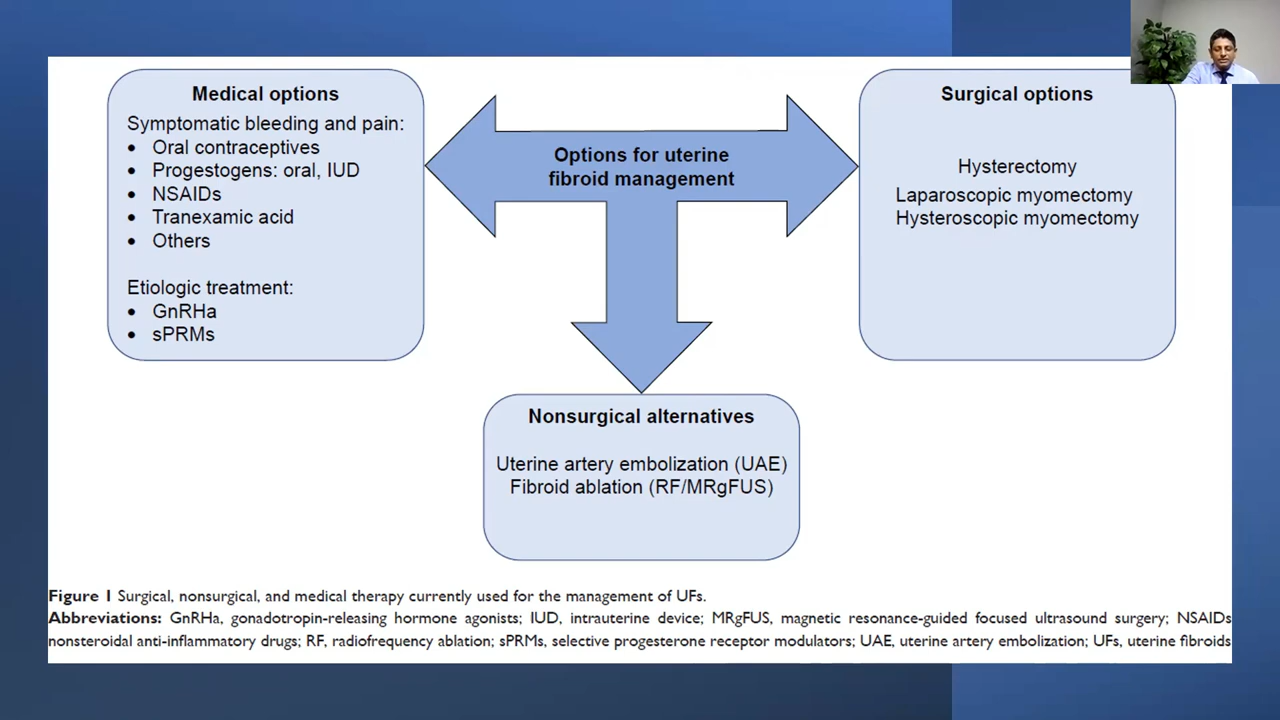 Medical options
Symptomatic bleeding and pain:
• Oral contraceptives
• Progestogens: oral, IUD
• NSAIDs
• Tranexamic acid
• Others
Etiologic treatment:
• GnRHa
• sPRMs
Options for uterine
fibroid management
Surgical options
Hysterectomy
Laparoscopic myomectomy
Hysteroscopic myomectomy
Nonsurgical alternatives
Uterine artery embolization (UAE)
Fibroid ablation (RF/MRgFUS)
Figure 1 Surgical, nonsurgical, and medical therapy currently used for the management of UFs.
Abbreviations: GnRHa, gonadotropin-releasing hormone agonists; IUD, intrauterine device; MRgFUS, magnetic resonance-guided focused ultrasound surgery; NSAIDs
nonsteroidal anti-inflammatory drugs; RF, radiofrequency ablation; sPRMs, selective progesterone receptor modulators; UAE, uterine artery embolization; UFs, uterine fibroids